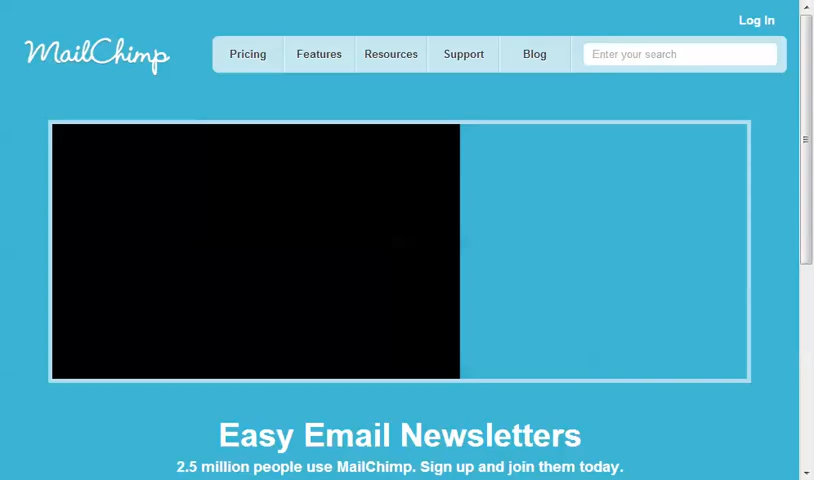 Log In
MailChimp
Pricing Features Resources Support Blog Enter your search
Easy Email Newsletters
2.5 million people use MailChimp. Sign up and join them today.